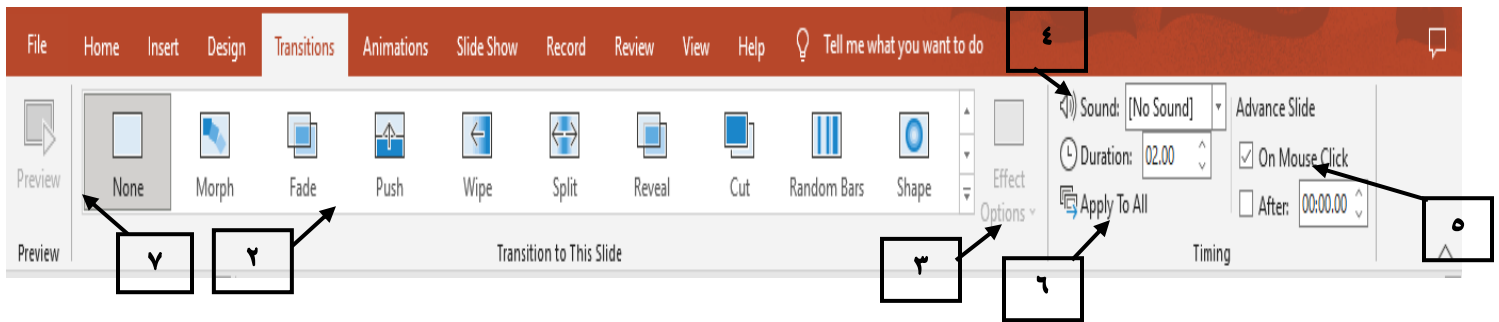 ٤
File Home Insert Design Transitions Animations Slide Show Record Review View Help Tell me what you want to do
Sound: [No Sound] Advance Slide
Duration: 02.00 On Mouse Click
Preview None Morph Fade Push Wipe Split Reveal Cut Random Bars Shape Effect Options
Apply To All After: 00:00.00
٥
Preview Transition to This Slide Timing
٧ ٢ ٣ ٦